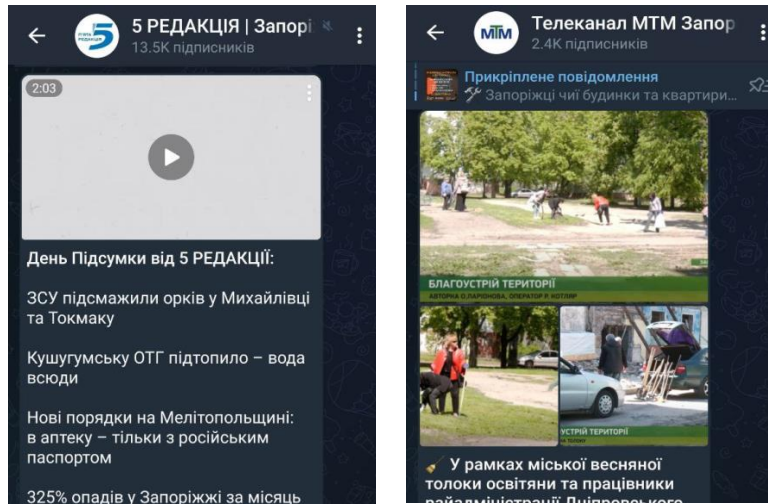 5 РЕДАКЦІЯ | Запорі
13.5K підписників
2:03
День Підсумки від 5 РЕДАКЦІЇ:
ЗСУ підсмажили орків у Михайлівці
та Токмаку
Кушугумську ОТГ підтопило – вода
всюди
Нові порядки на Мелітопольщині:
в аптеку – тільки з російським
паспортом
325% опадів у Запоріжжі за місяць
МТМ
Телеканал МТМ Запор
2.4K підписників
Прикріплене повідомлення
Запоріжці чиї будинки та квартири...
БЛАГОУСТРІЙ ТЕРИТОРІЇ
АВТОРКА О.ЛАРІОНОВА, ОПЕРАТОР Р. КОТЛЯР
УСТРІЙ ТЕРИТОРІЇ
У рамках міської весняної
толоки освітяни та працівники
райадміністрації Дніпровського